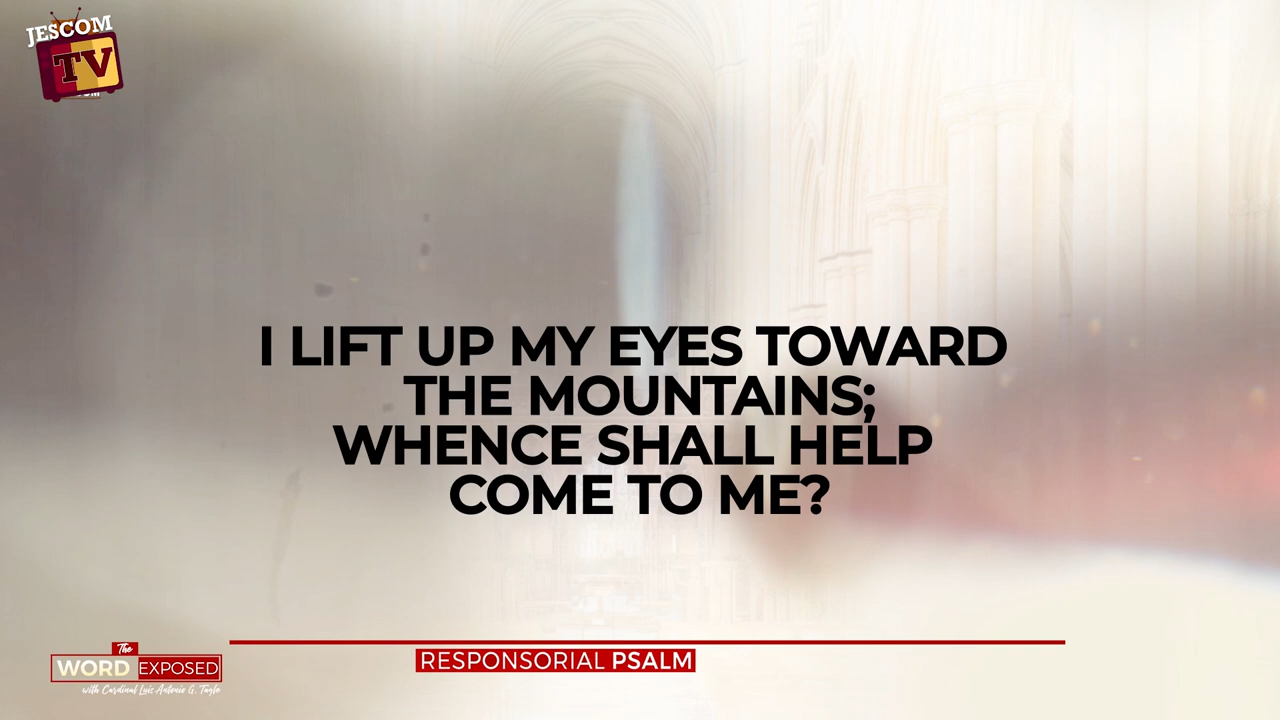 JESCOM
TV
I LIFT UP MY EYES TOWARD
THE MOUNTAINS;
WHENCE SHALL HELP
COME TO ME?
RESPONSORIAL PSALM
The
WORD EXPOSED
with Cardinal Luis Antonio G. Tagle